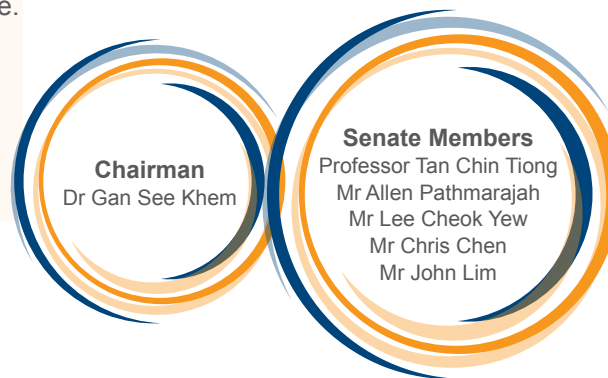 e.
Chairman
Dr Gan See Khem
Senate Members
Professor Tan Chin Tiong
Mr Allen Pathmarajah
Mr Lee Cheok Yew
Mr Chris Chen
Mr John Lim